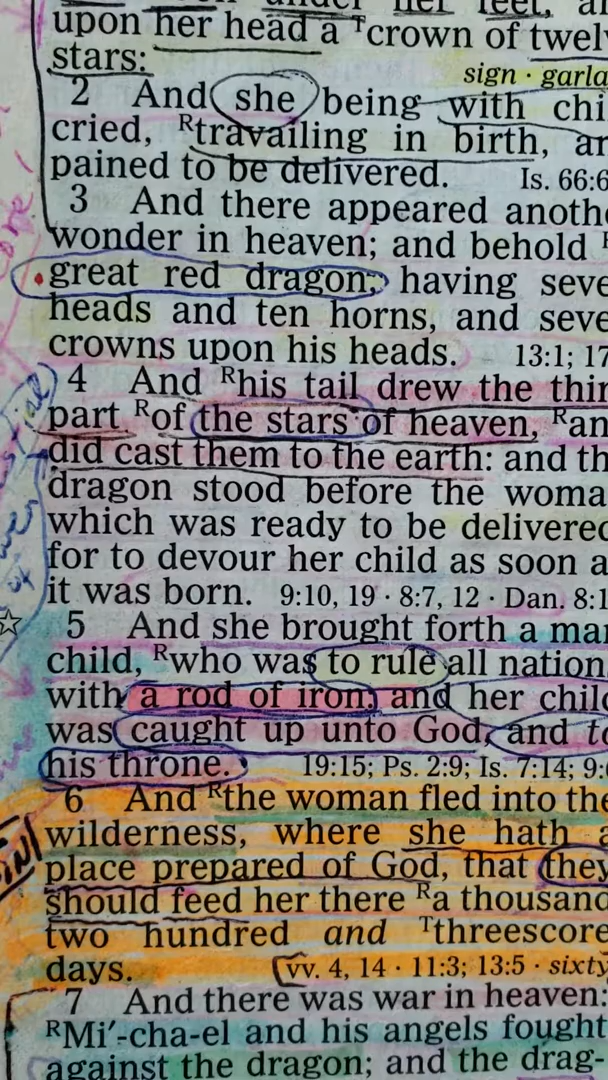 upon her head a ᵀcrown of twelv
stars:
sign · garla
2 And she being with chi
cried, ᴿtravailing in birth, an
pained to be delivered. Is. 66:6
3 And there appeared anothe
wonder in heaven; and behold
great red dragon, having seve
heads and ten horns, and seve
crowns upon his heads. 13:1; 17
4 And ᴿhis tail drew the thir
part ᴿof the stars of heaven, ᴿan
did cast them to the earth: and th
dragon stood before the woma
which was ready to be delivered
for to devour her child as soon a
it was born. 9:10, 19 · 8:7, 12 · Dan. 8:1
5 And she brought forth a ma
child, ᴿwho was to rule all nation
with a rod of iron, and her chil
was caught up unto God, and to
his throne. 19:15; Ps. 2:9; Is. 7:14; 9:
6 And ᴿthe woman fled into the
wilderness, where she hath a
place prepared of God, that they
should feed her there ᴿa thousand
two hundred and ᵀthreescore
days. vv. 4, 14 · 11:3; 13:5 · sixty
7 And there was war in heaven:
ᴿMi′-cha-el and his angels fought
against the dragon; and the drag-